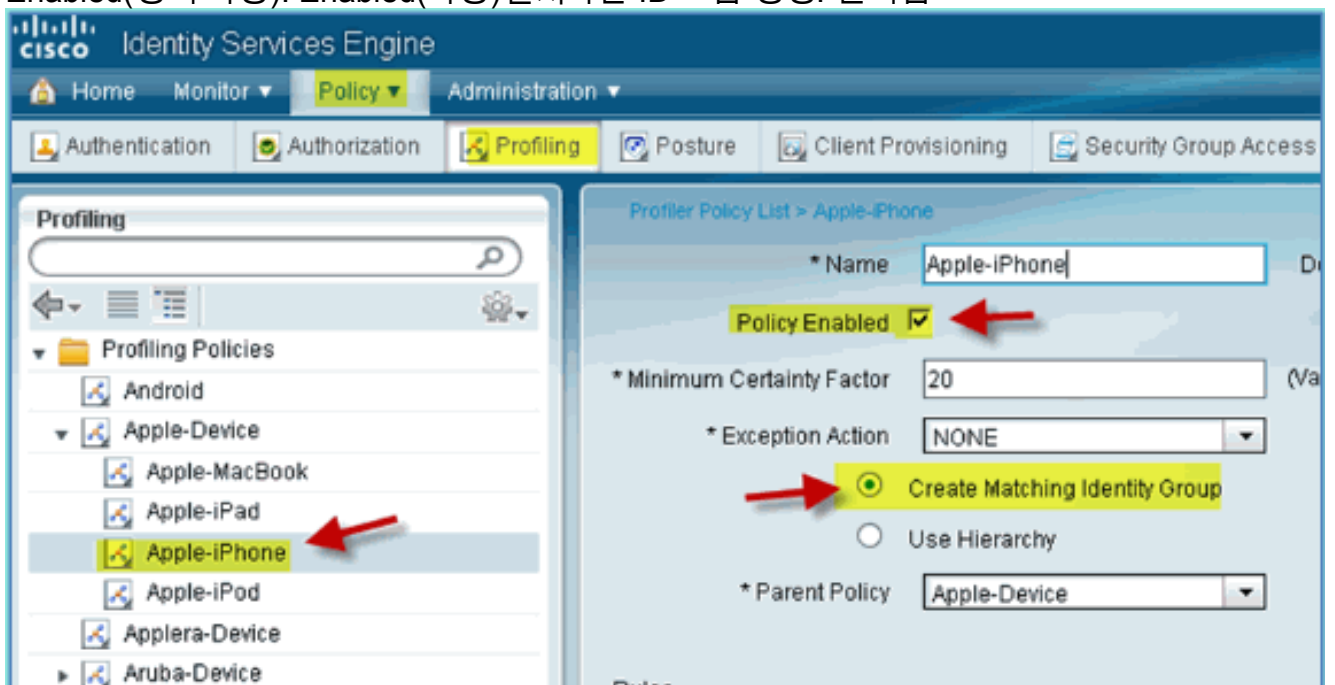 CISCO Identity Services Engine
Home Monitor ▼ Policy ▼ Administration ▼
Authentication Authorization Profiling Posture Client Provisioning Security Group Access
Profiling
Profiling Policies
Android
Apple-Device
Apple-MacBook
Apple-iPad
Apple-iPhone
Apple-iPod
Applera-Device
Aruba-Device
Profiler Policy List > Apple-iPhone
* Name Apple-iPhone
Policy Enabled
* Minimum Certainty Factor 20 (Va
* Exception Action NONE
Create Matching Identity Group
Use Hierarchy
* Parent Policy Apple-Device